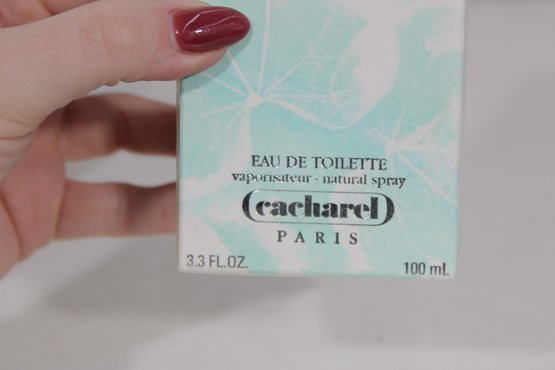 EAU DE TOILETTE
vaporisateur · natural spray
cacharel
PARIS
3.3 FL.OZ. 100 mL